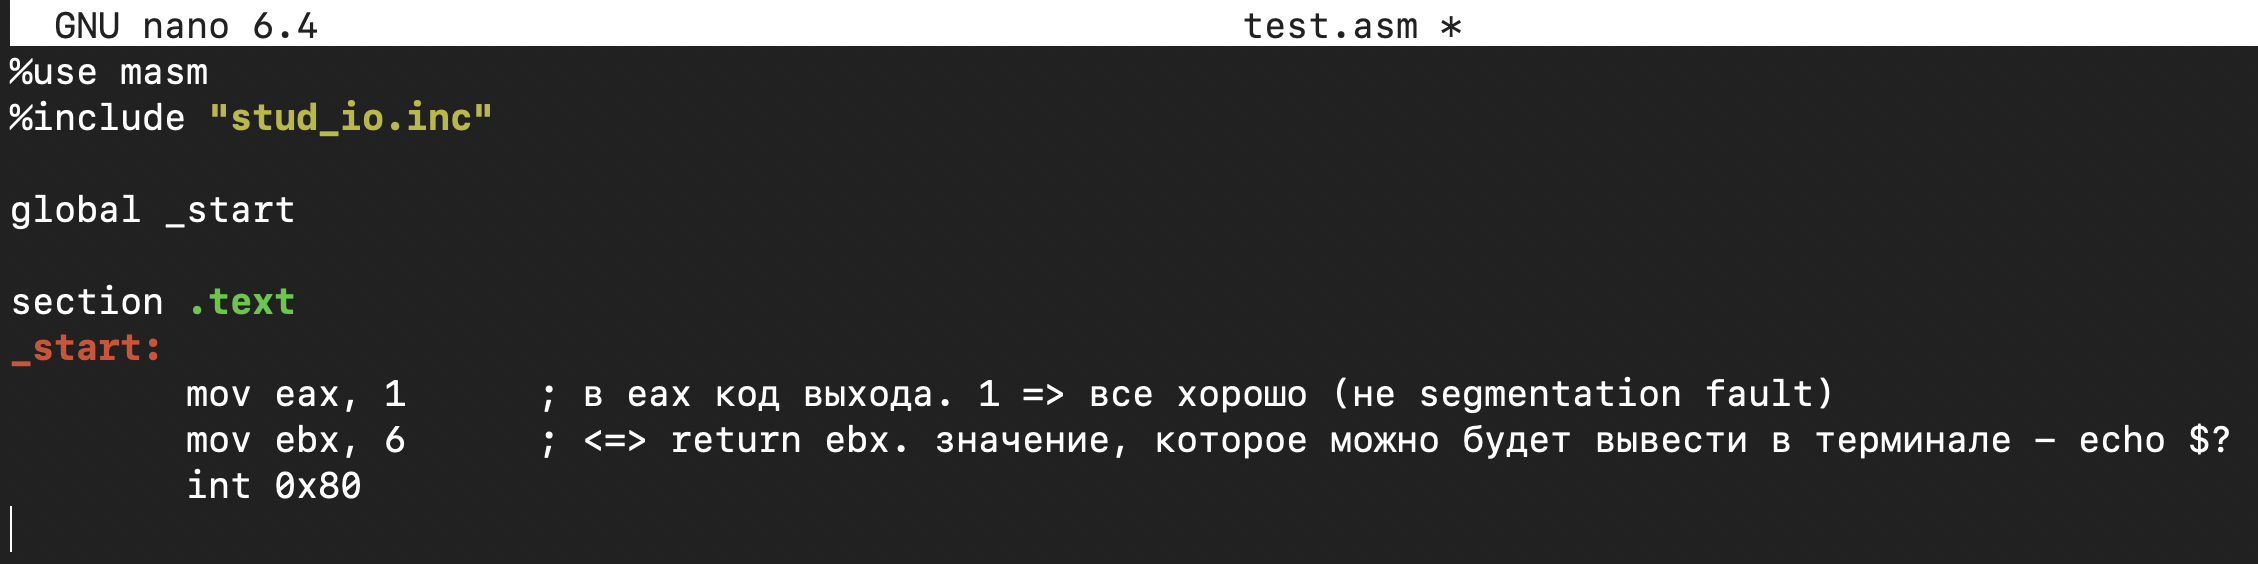 GNU nano 6.4 test.asm *
%use masm
%include "stud_io.inc"
global _start
section .text
_start:
mov eax, 1 ; в eax код выхода. 1 => все хорошо (не segmentation fault)
mov ebx, 6 ; <=> return ebx. значение, которое можно будет вывести в терминале – echo $?
int 0x80